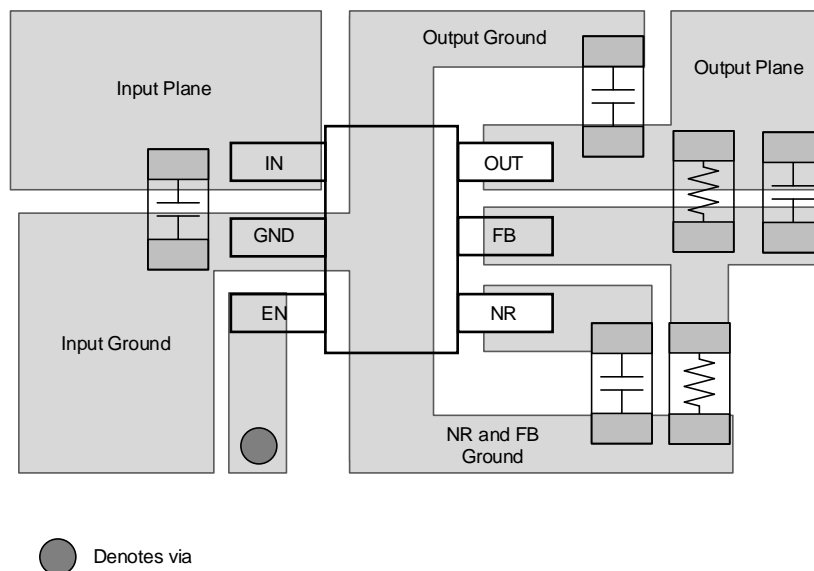 Output Ground
Output Plane
Input Plane
IN
OUT
GND
FB
EN
NR
Input Ground
NR and FB
Ground
Denotes via